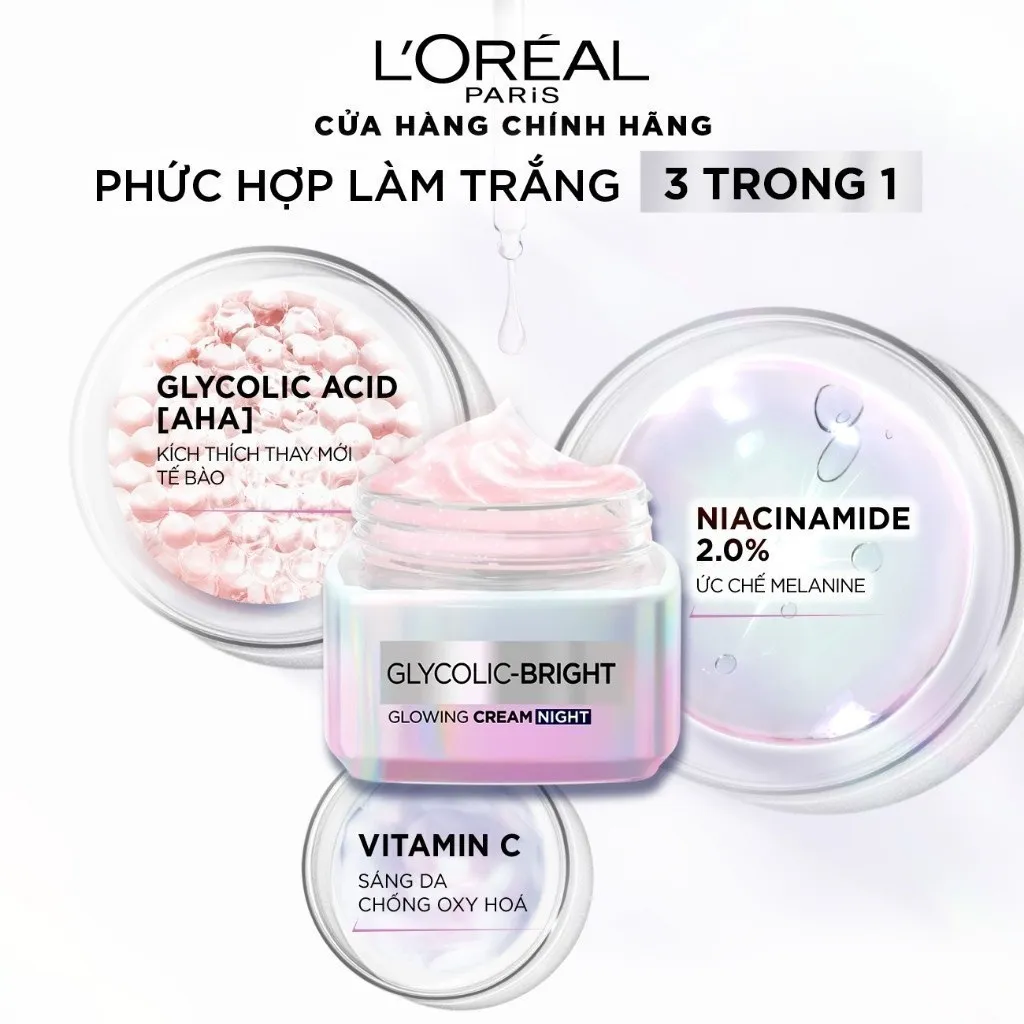 L'ORÉAL
PARiS
CỬA HÀNG CHÍNH HÃNG
PHỨC HỢP LÀM TRẮNG 3 TRONG 1
GLYCOLIC ACID
[AHA]
KÍCH THÍCH THAY MỚI
TẾ BÀO
NIACINAMIDE
2.0%
ỨC CHẾ MELANINE
GLYCOLIC-BRIGHT
GLOWING CREAM NIGHT
VITAMIN C
SÁNG DA
CHỐNG OXY HOÁ